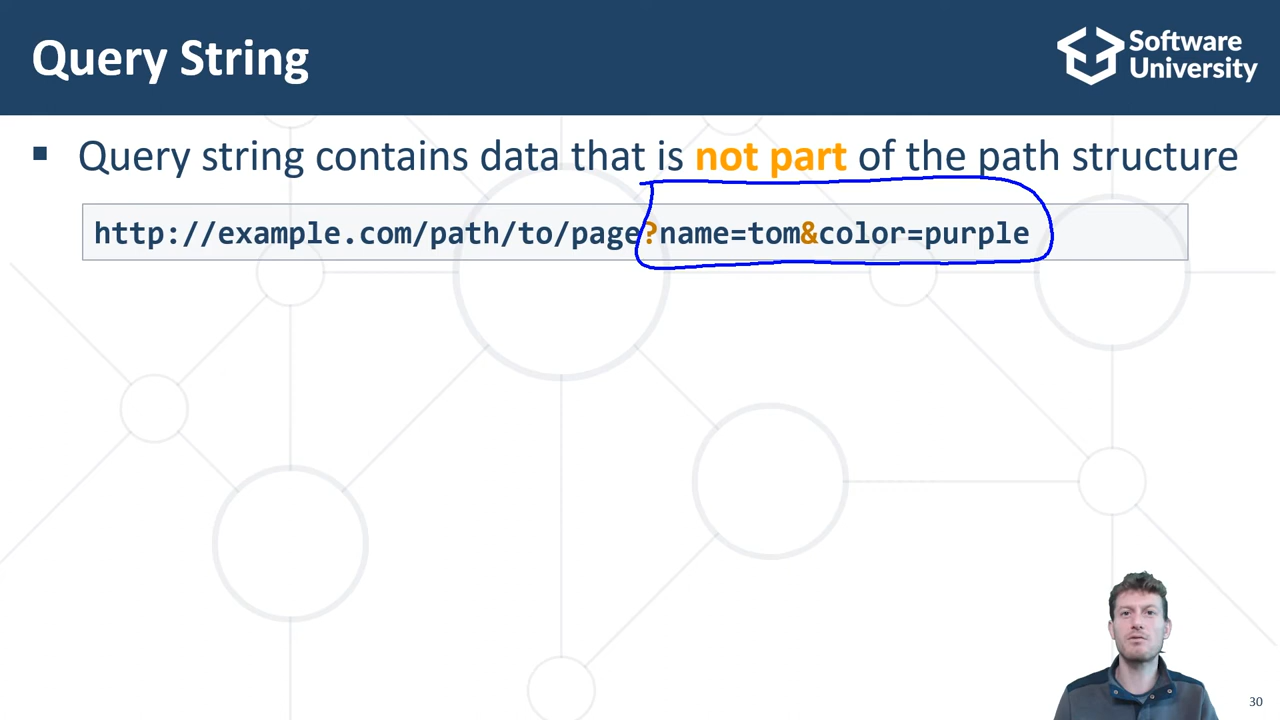 Query String
Software
University
▪ Query string contains data that is not part of the path structure
http://example.com/path/to/page?name=tom&color=purple
30